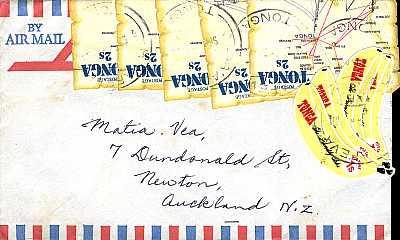 BY
AIR MAIL
POSTAGE
TONGA
2s
TONGA
2s
TONGA
2s
TONGA
2s
TONGA
2s
TONGA
Matia Vea,
7 Dundonald St,
Newton,
Auckland N.Z.